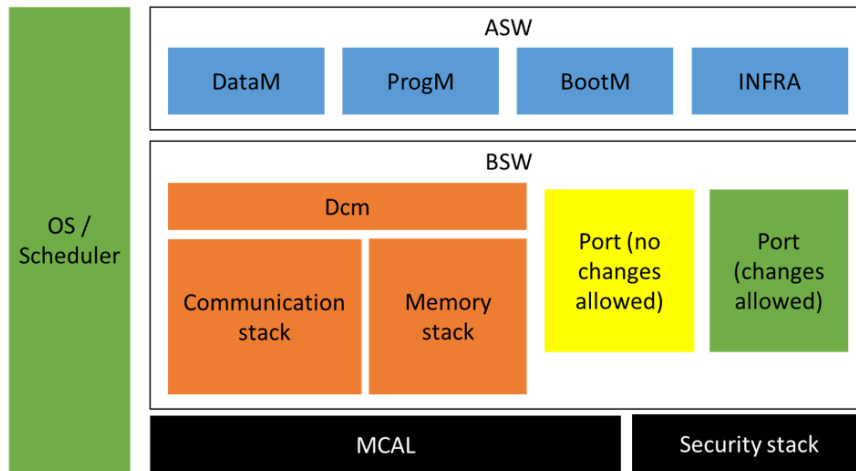 ASW
DataM
ProgM
BootM
INFRA
OS /
Scheduler
BSW
Dcm
Communication
stack
Memory
stack
Port (no
changes
allowed)
Port
(changes
allowed)
MCAL
Security stack